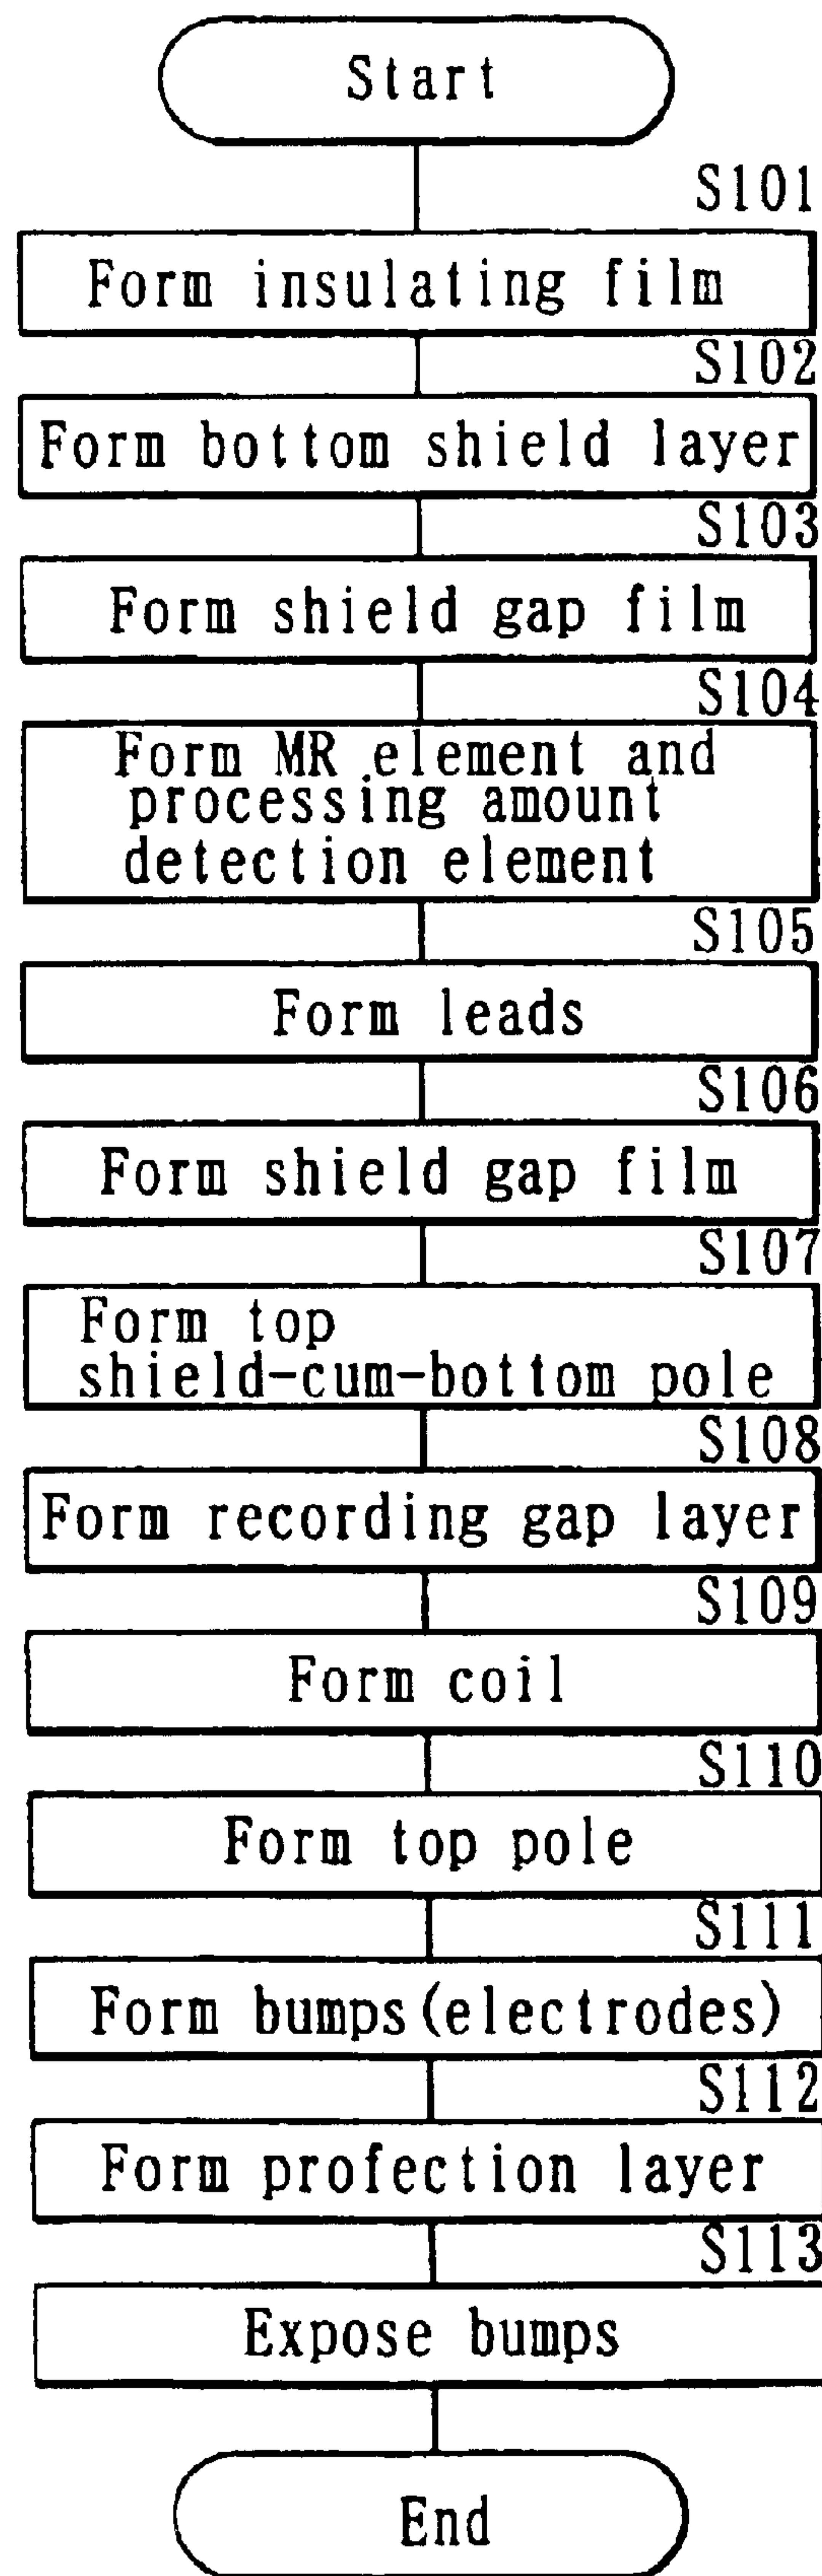 Start
S101
Form insulating film
S102
Form bottom shield layer
S103
Form shield gap film
S104
Form MR element and
processing amount
detection element
S105
Form leads
S106
Form shield gap film
S107
Form top
shield-cum-bottom pole
S108
Form recording gap layer
S109
Form coil
S110
Form top pole
S111
Form bumps(electrodes)
S112
Form profection layer
S113
Expose bumps
End